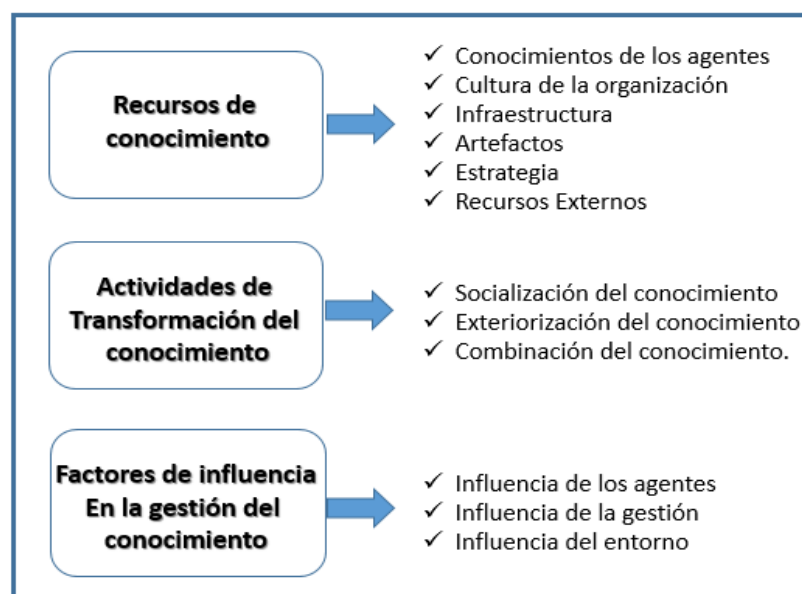 Recursos de
conocimiento
✓ Conocimientos de los agentes
✓ Cultura de la organización
✓ Infraestructura
✓ Artefactos
✓ Estrategia
✓ Recursos Externos
Actividades de
Transformación del
conocimiento
✓ Socialización del conocimiento
✓ Exteriorización del conocimiento
✓ Combinación del conocimiento.
Factores de influencia
En la gestión del
conocimiento
✓ Influencia de los agentes
✓ Influencia de la gestión
✓ Influencia del entorno